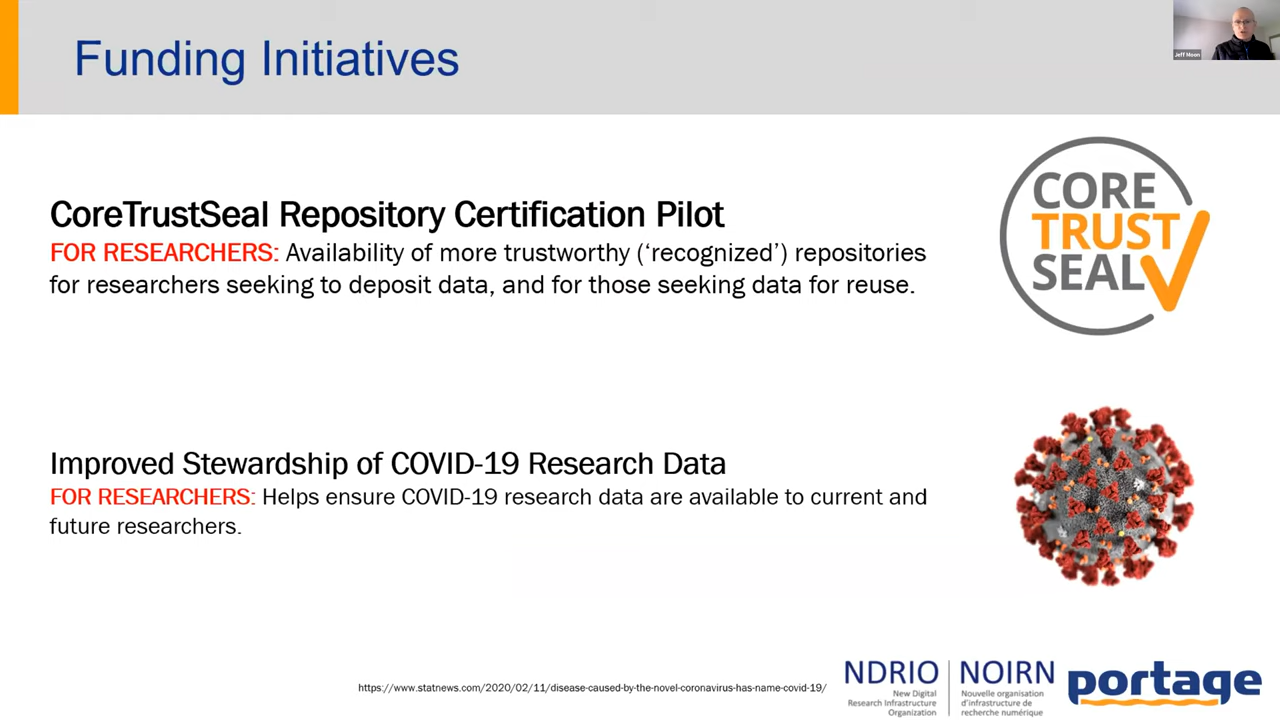 Funding Initiatives
Jeff Moon
CoreTrustSeal Repository Certification Pilot
FOR RESEARCHERS: Availability of more trustworthy (‘recognized’) repositories
for researchers seeking to deposit data, and for those seeking data for reuse.
CORE
TRUST
SEAL
Improved Stewardship of COVID-19 Research Data
FOR RESEARCHERS: Helps ensure COVID-19 research data are available to current and
future researchers.
https://www.statnews.com/2020/02/11/disease-caused-by-the-novel-coronavirus-has-name-covid-19/
NDRIO
New Digital
Research Infrastructure
Organization
NOIRN
Nouvelle organisation
d'infrastructure de
recherche numérique
portage